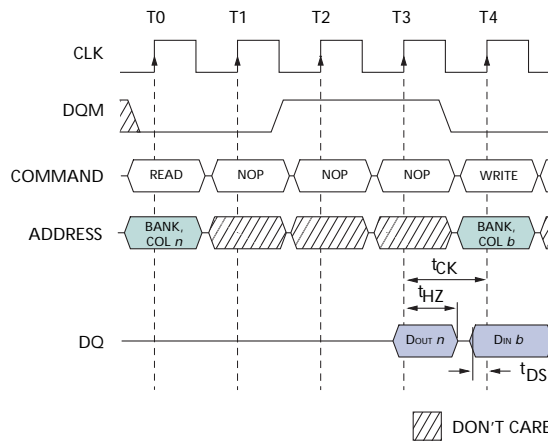 T0 T1 T2 T3 T4
CLK
DQM
COMMAND READ NOP NOP NOP WRITE
ADDRESS BANK, COL n BANK, COL b
tCK
tHZ
DQ DOUT n DIN b
tDS
DON'T CARE